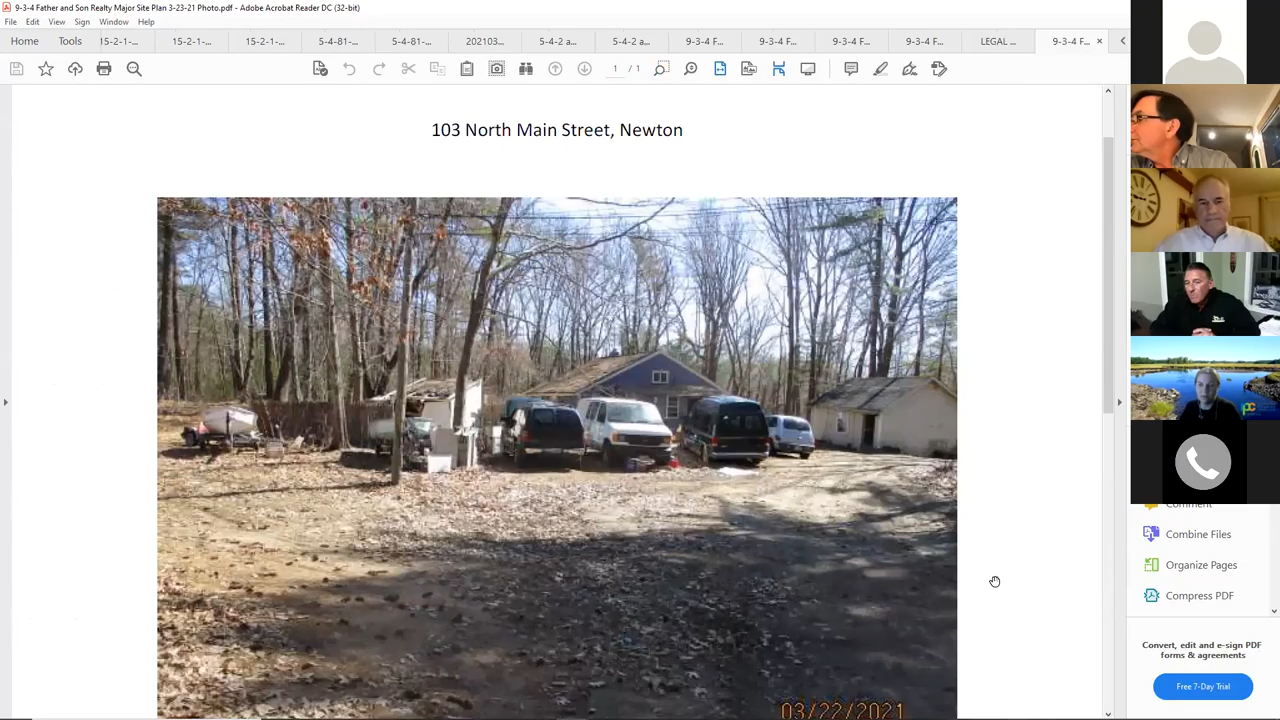 9-3-4 Father and Son Realty Major Site Plan 3-23-21 Photo.pdf - Adobe Acrobat Reader DC (32-bit)
File Edit View Sign Window Help
Home Tools 15-2-1-... 15-2-1-... 15-2-1-... 5-4-81-... 5-4-81-... 202103... 5-4-2 a... 5-4-2 a... 9-3-4 F... 9-3-4 F... 9-3-4 F... 9-3-4 F... LEGAL ... 9-3-4 F... ×
1 / 1
103 North Main Street, Newton
03/22/2021
Comment
Combine Files
Organize Pages
Compress PDF
Convert, edit and e-sign PDF
forms & agreements
Free 7-Day Trial